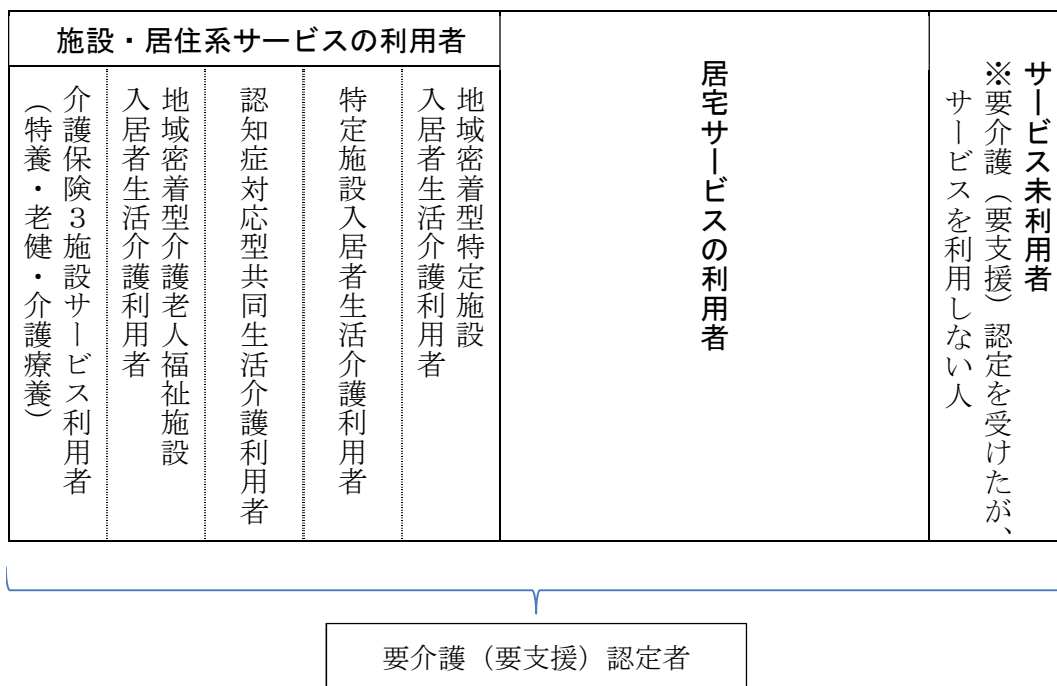 施設・居住系サービスの利用者
介護保険３施設サービス利用者
（特養・老健・介護療養）
地域密着型介護老人福祉施設
入居者生活介護利用者
認知症対応型共同生活介護利用者
特定施設入居者生活介護利用者
地域密着型特定施設
入居者生活介護利用者
居宅サービスの利用者
サービス未利用者
※要介護（要支援）認定を受けたが、
サービスを利用しない人
要介護（要支援）認定者